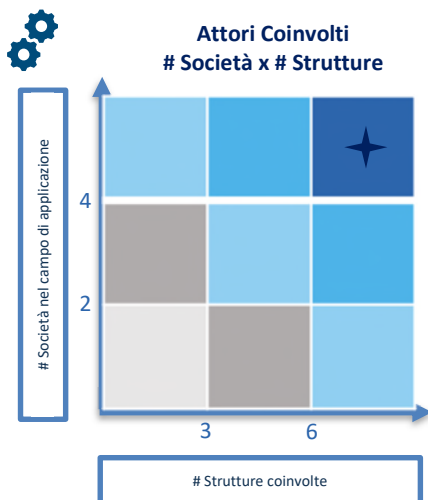 Attori Coinvolti
# Società x # Strutture
# Società nel campo di applicazione
4
2
3
6
# Strutture coinvolte